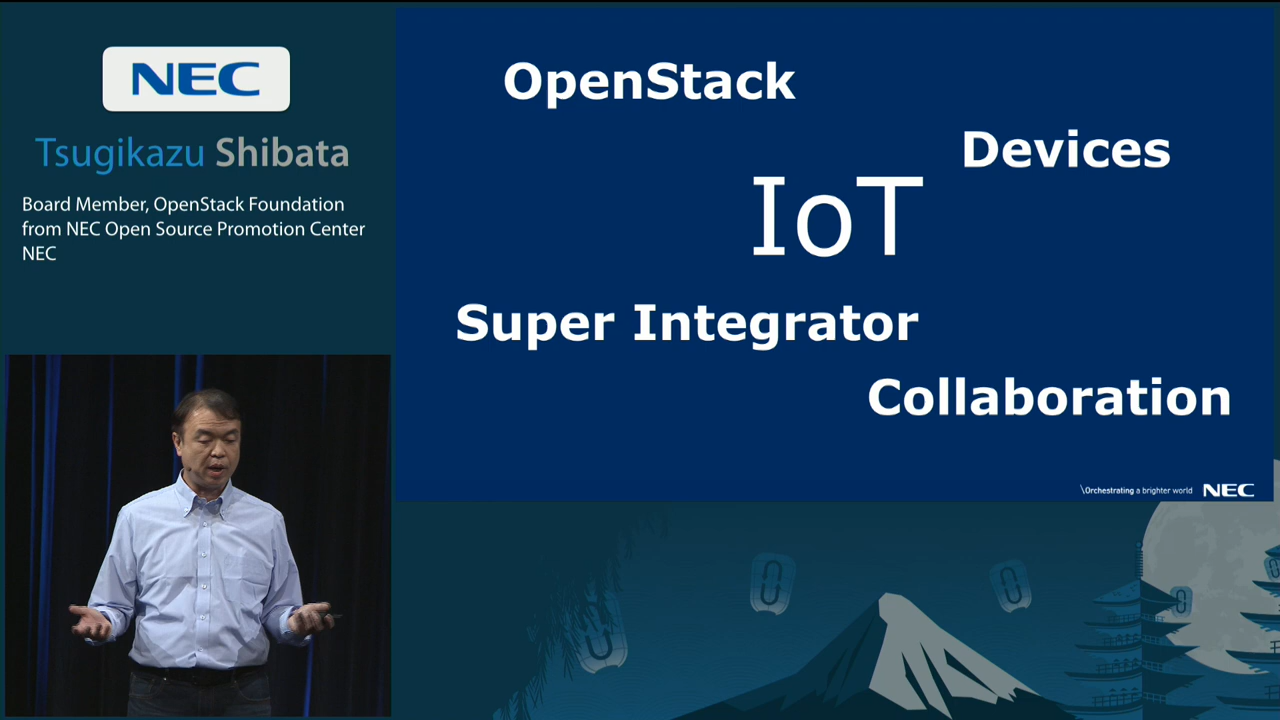 NEC
Tsugikazu Shibata
Board Member, OpenStack Foundation
from NEC Open Source Promotion Center
NEC
OpenStack
Devices
IoT
Super Integrator
Collaboration
\Orchestrating a brighter world NEC